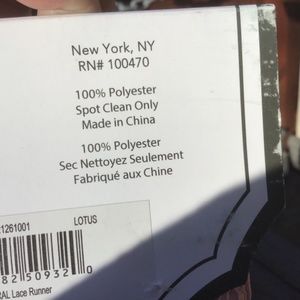 New York, NY
RN# 100470
100% Polyester
Spot Clean Only
Made in China
100% Polyester
Sec Nettoyez Seulement
Fabriqué aux Chine
1261001 LOTUS
82 50932 0
RAL Lace Runner